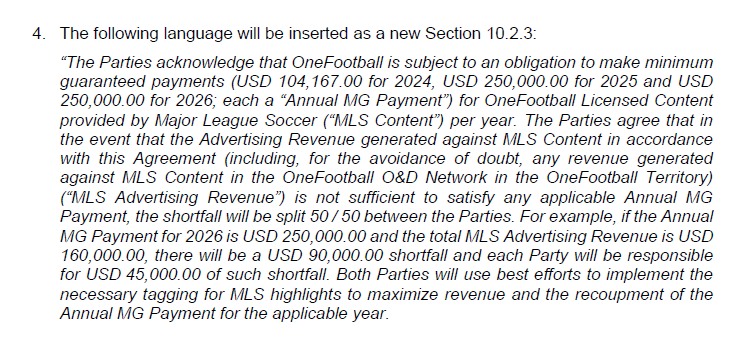 4. The following language will be inserted as a new Section 10.2.3:
“The Parties acknowledge that OneFootball is subject to an obligation to make minimum
guaranteed payments (USD 104,167.00 for 2024, USD 250,000.00 for 2025 and USD
250,000.00 for 2026; each a “Annual MG Payment”) for OneFootball Licensed Content
provided by Major League Soccer (“MLS Content”) per year. The Parties agree that in
the event that the Advertising Revenue generated against MLS Content in accordance
with this Agreement (including, for the avoidance of doubt, any revenue generated
against MLS Content in the OneFootball O&D Network in the OneFootball Territory)
(“MLS Advertising Revenue”) is not sufficient to satisfy any applicable Annual MG
Payment, the shortfall will be split 50 / 50 between the Parties. For example, if the Annual
MG Payment for 2026 is USD 250,000.00 and the total MLS Advertising Revenue is USD
160,000.00, there will be a USD 90,000.00 shortfall and each Party will be responsible
for USD 45,000.00 of such shortfall. Both Parties will use best efforts to implement the
necessary tagging for MLS highlights to maximize revenue and the recoupment of the
Annual MG Payment for the applicable year.